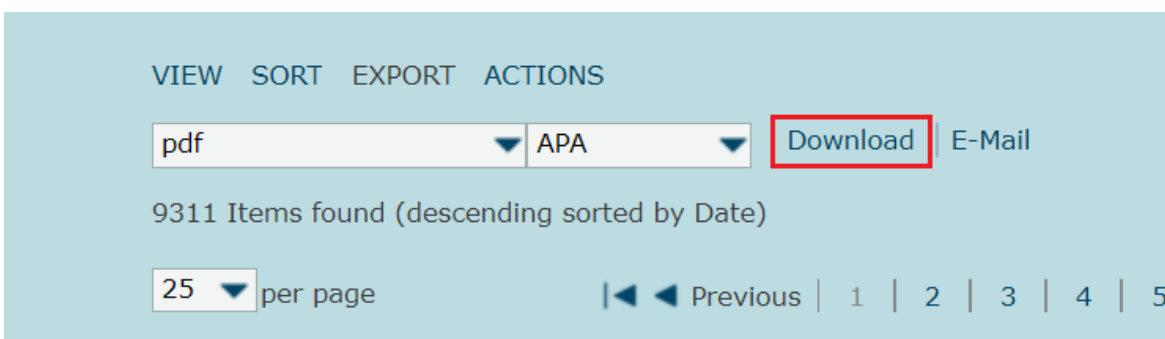 VIEW SORT EXPORT ACTIONS
pdf APA Download E-Mail
9311 Items found (descending sorted by Date)
25 per page Previous 1 2 3 4 5